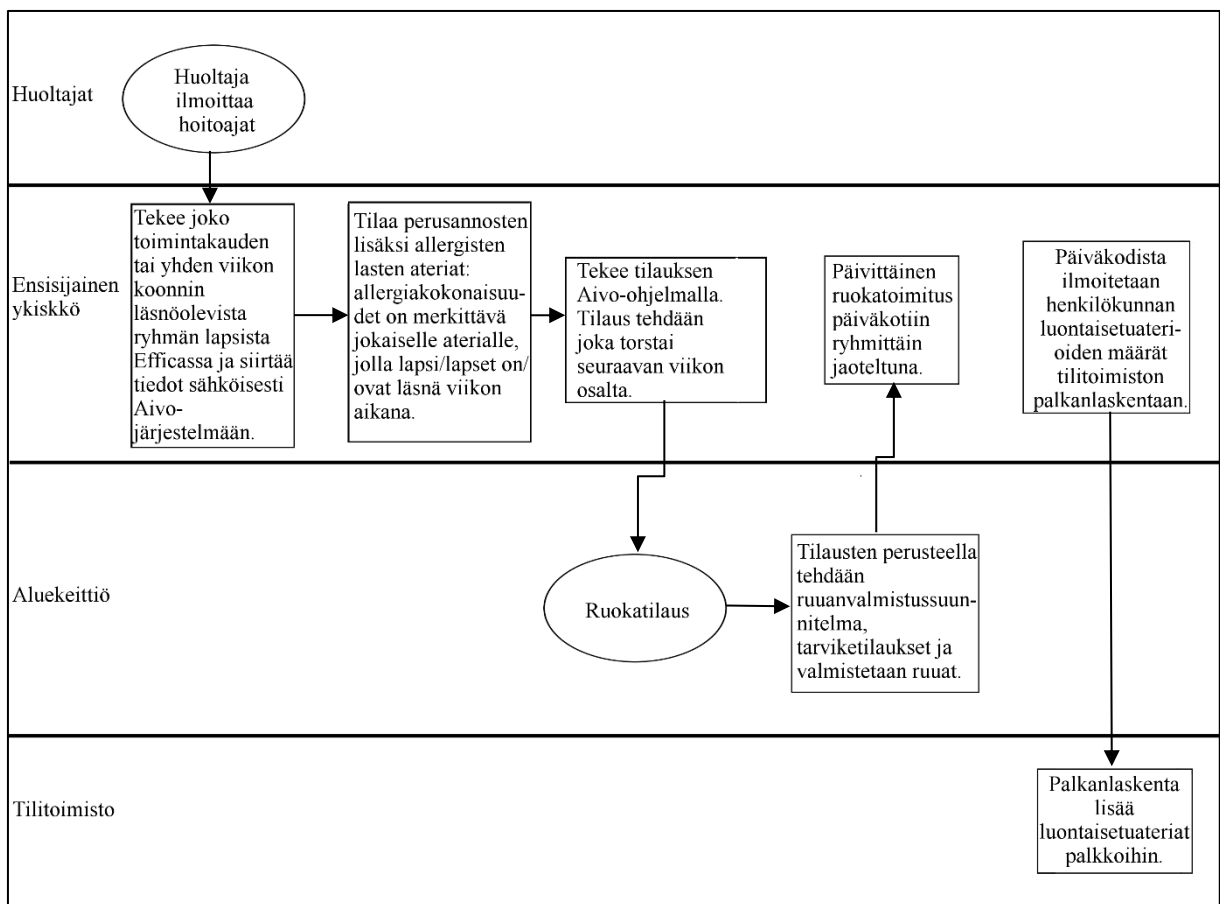 Huoltajat
Huoltaja
ilmoittaa
hoitoajat
Ensisijainen
ykiskkö
Tekee joko
toimintakauden
tai yhden viikon
koonnin
läsnöolevista
ryhmän lapsista
Efficassa ja siirtää
tiedot sähköisesti
Aivo-
järjestelmään.
Tilaa perusannosten
lisäksi allergisten
lasten ateriat:
allergiakokonaisuu-
det on merkittävä
jokaiselle aterialle,
jolla lapsi/lapset on/
ovat läsnä viikon
aikana.
Tekee tilauksen
Aivo-ohjelmalla.
Tilaus tehdään
joka torstai
seuraavan viikon
osalta.
Päivittäinen
ruokatoimitus
päiväkotiin
ryhmittäin
jaoteltuna.
Päiväkodista
ilmoitetaan
henkilökunnan
luontaisetuateri-
oiden määrät
tilitoimiston
palkanlaskentaan.
Aluekeittiö
Ruokatilaus
Tilausten perusteella
tehdään
ruuanvalmistussuun-
nitelma,
tarviketilaukset ja
valmistetaan ruuat.
Tilitoimisto
Palkanlaskenta
lisää
luontaisetuateriat
palkkoihin.